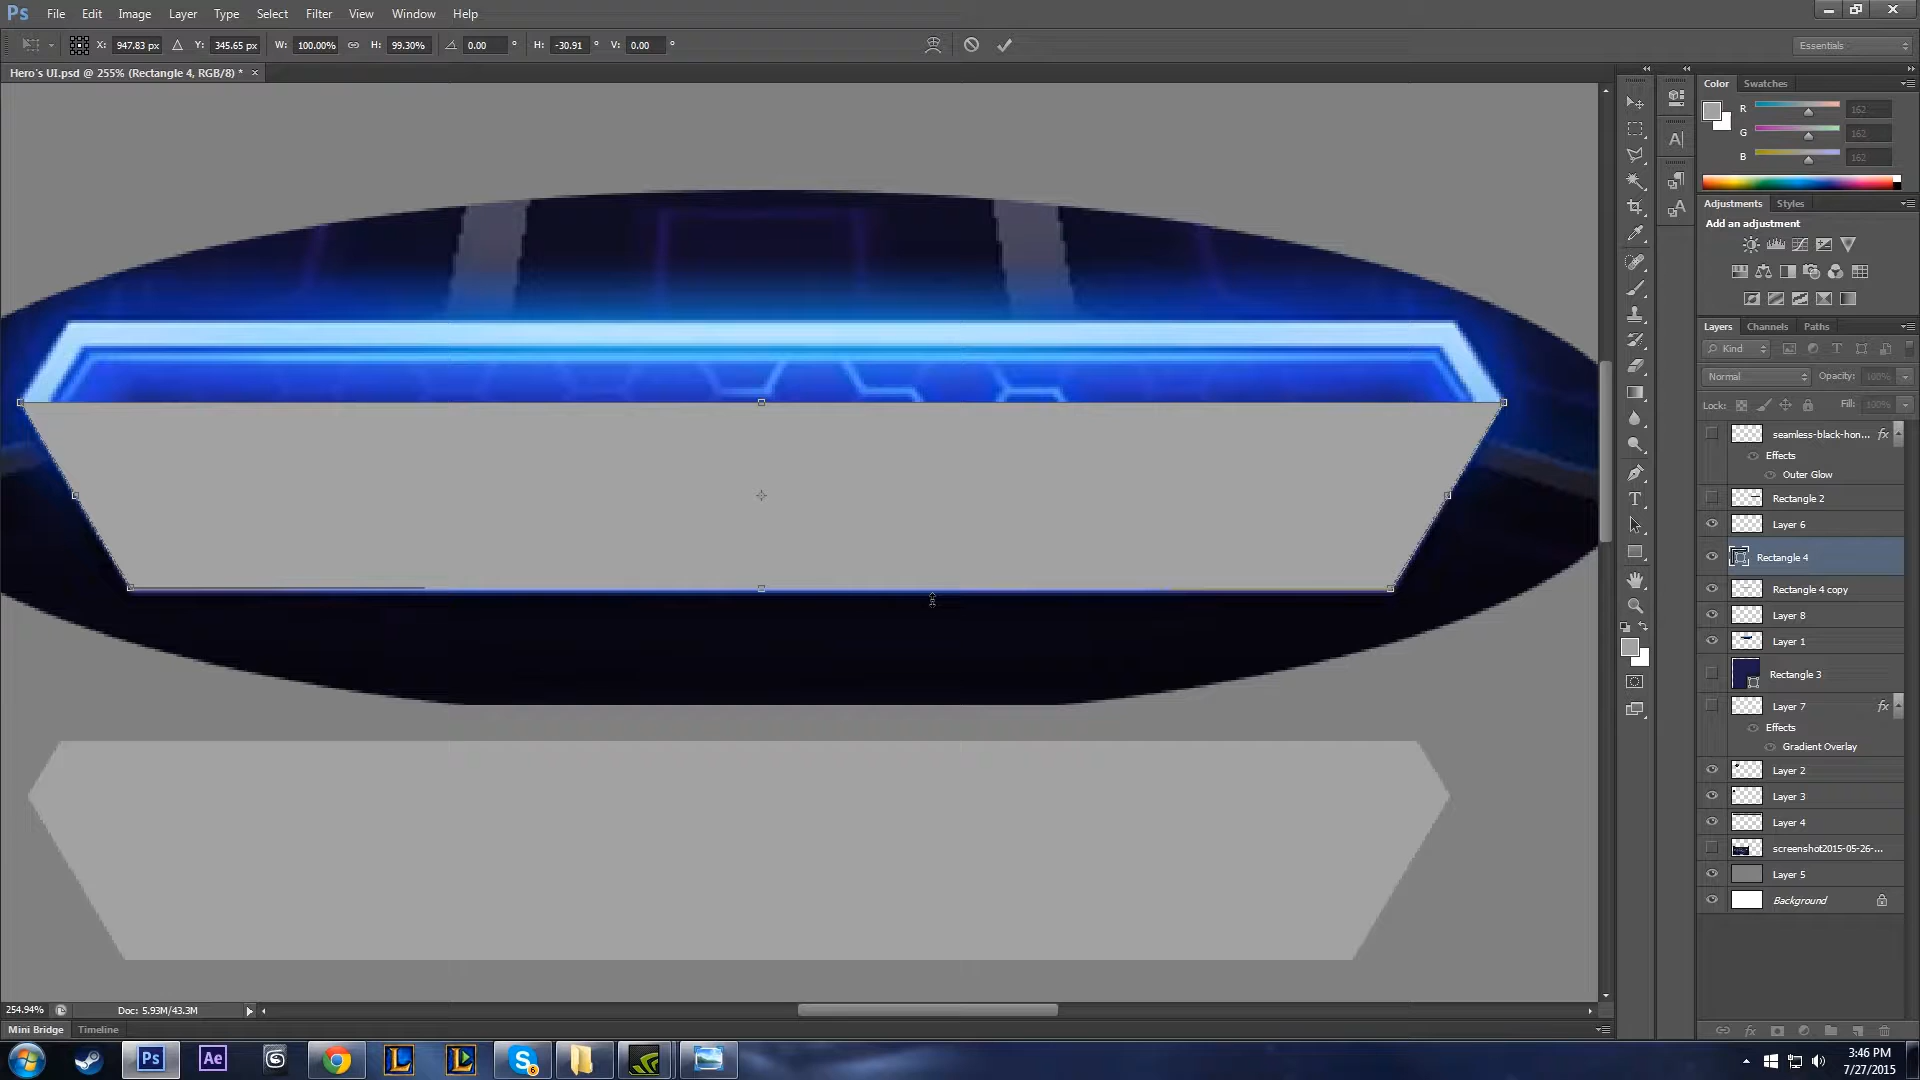 Ps File Edit Image Layer Type Select Filter View Window Help
X: 947.83 px Y: 345.65 px W: 100.00% H: 99.30% 0.00 ° H: -30.91 ° V: 0.00 °
Essentials
Hero's UI.psd @ 255% (Rectangle 4, RGB/8) * ×
Color Swatches
R 162
G 162
B 162
Adjustments Styles
Add an adjustment
Layers Channels Paths
Kind
Normal Opacity: 100%
Lock: Fill: 100%
seamless-black-hon... fx
Effects
Outer Glow
Rectangle 2
Layer 6
Rectangle 4
Rectangle 4 copy
Layer 8
Layer 1
Rectangle 3
Layer 7 fx
Effects
Gradient Overlay
Layer 2
Layer 3
Layer 4
screenshot2015-05-26-...
Layer 5
Background
254.94% Doc: 5.93M/43.3M
Mini Bridge Timeline
Ps Ae
3:46 PM
7/27/2015